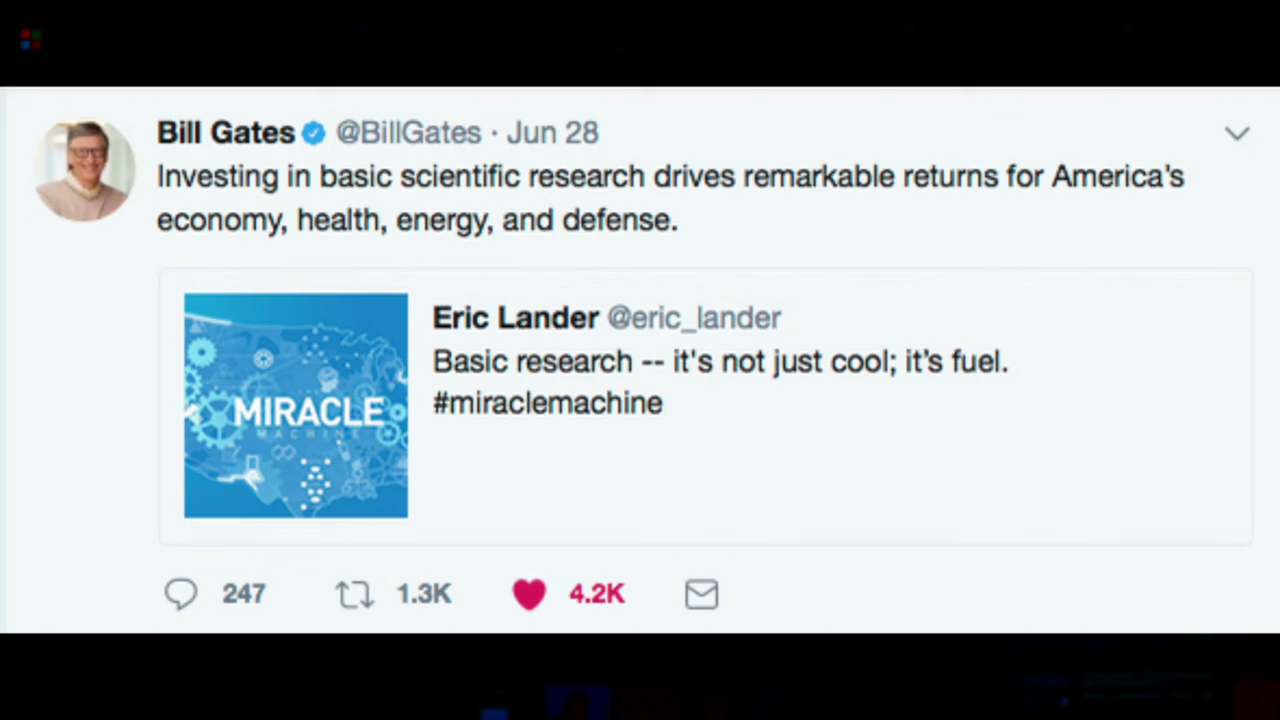 Bill Gates @BillGates · Jun 28
Investing in basic scientific research drives remarkable returns for America's
economy, health, energy, and defense.
Eric Lander @eric_lander
Basic research -- it's not just cool; it's fuel.
#miraclemachine
MIRACLE
MACHINE
247 1.3K 4.2K